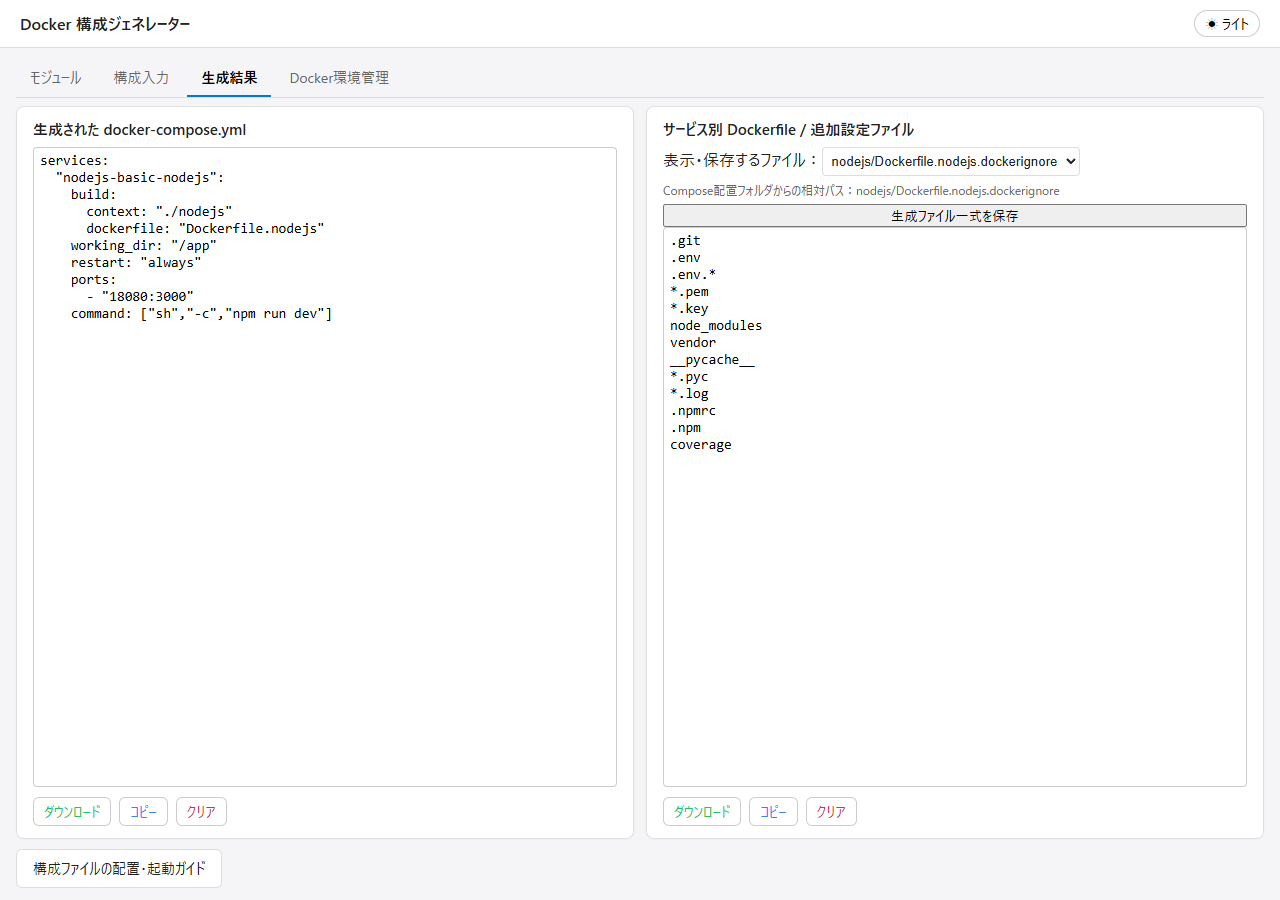 Docker 構成ジェネレーター
ライト
モジュール 構成入力 生成結果 Docker環境管理
生成された docker-compose.yml
services:
  "nodejs-basic-nodejs":
    build:
      context: "./nodejs"
      dockerfile: "Dockerfile.nodejs"
    working_dir: "/app"
    restart: "always"
    ports:
      - "18080:3000"
    command: ["sh","-c","npm run dev"]
ダウンロード コピー クリア
サービス別 Dockerfile / 追加設定ファイル
表示・保存するファイル： nodejs/Dockerfile.nodejs.dockerignore
Compose配置フォルダからの相対パス：nodejs/Dockerfile.nodejs.dockerignore
生成ファイル一式を保存
.git
.env
.env.*
*.pem
*.key
node_modules
vendor
__pycache__
*.pyc
*.log
.npmrc
.npm
coverage
ダウンロード コピー クリア
構成ファイルの配置・起動ガイド